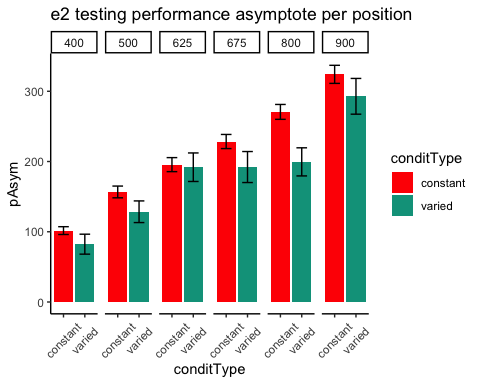 e2 testing performance asymptote per position
400 500 625 675 800 900
pAsym
300
200
100
0
constant varied constant varied constant varied constant varied constant varied constant varied
conditType
conditType
constant
varied